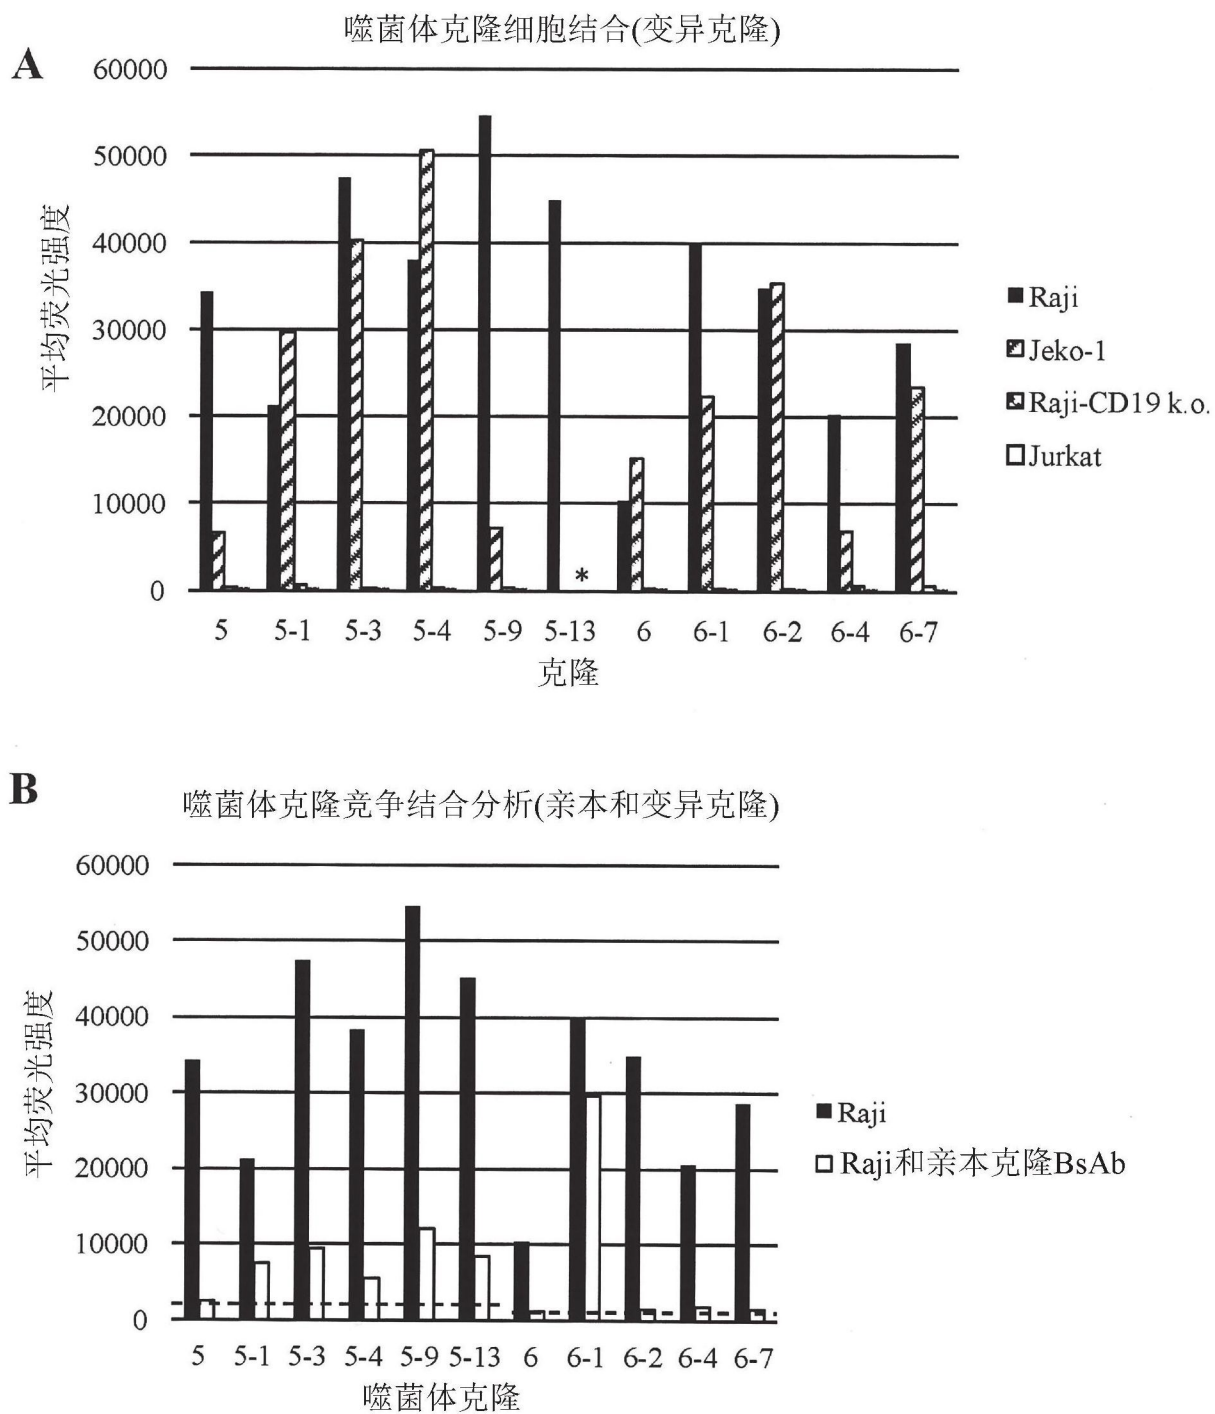 A
噬菌体克隆细胞结合(变异克隆)
60000
50000
40000
30000
20000
10000
0
平均荧光强度
*
5 5-1 5-3 5-4 5-9 5-13 6 6-1 6-2 6-4 6-7
克隆
Raji
Jeko-1
Raji-CD19 k.o.
Jurkat
B
噬菌体克隆竞争结合分析(亲本和变异克隆)
60000
50000
40000
30000
20000
10000
0
平均荧光强度
5 5-1 5-3 5-4 5-9 5-13 6 6-1 6-2 6-4 6-7
噬菌体克隆
Raji
Raji和亲本克隆BsAb